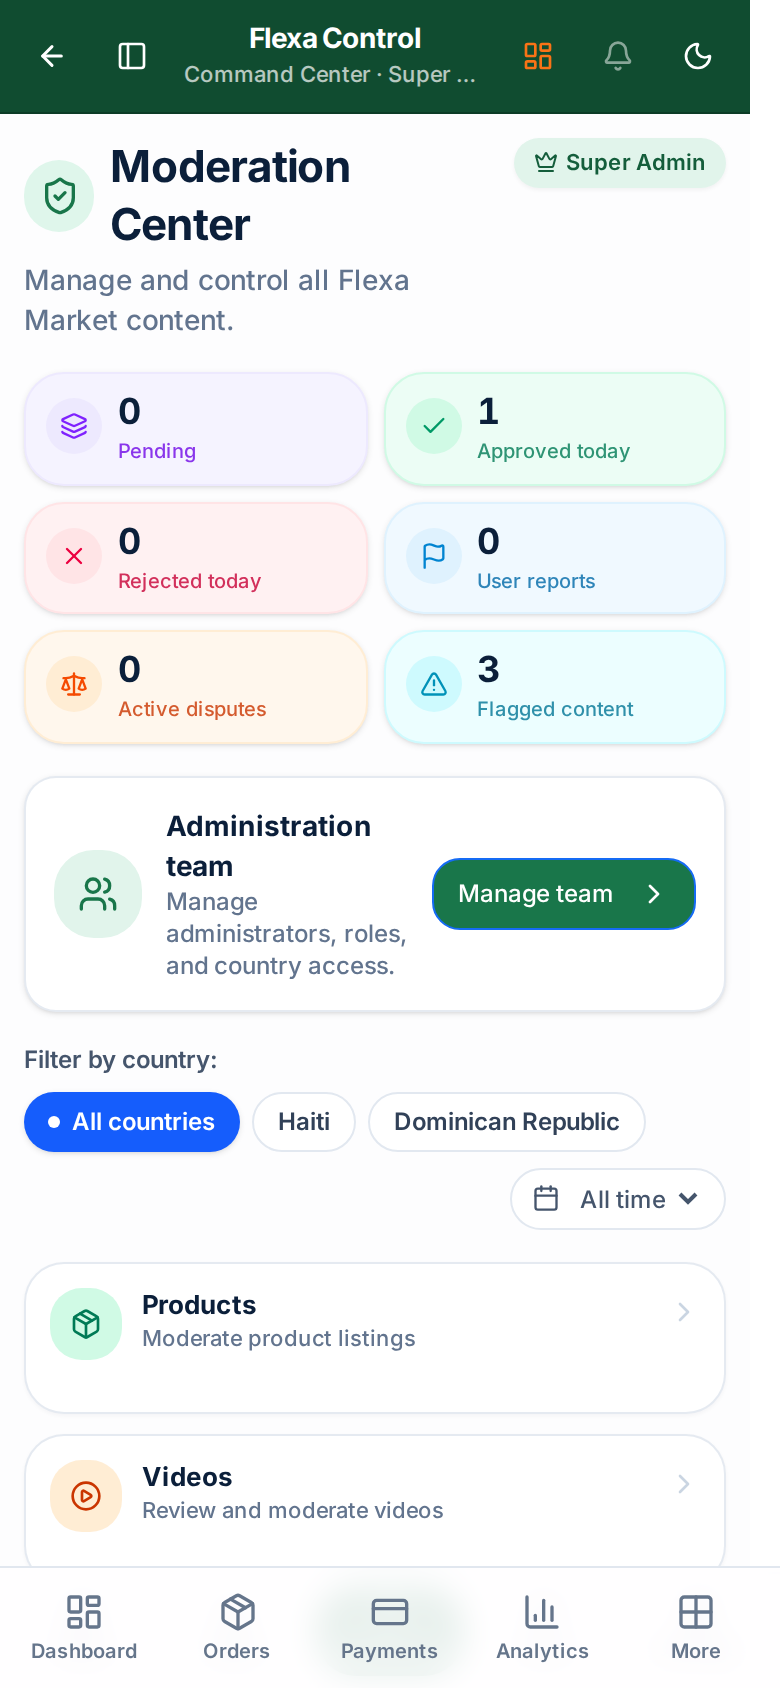 Flexa Control
Command Center · Super ...
Moderation
Center
Super Admin
Manage and control all Flexa
Market content.
0
Pending
1
Approved today
0
Rejected today
0
User reports
0
Active disputes
3
Flagged content
Administration
team
Manage
administrators, roles,
and country access.
Manage team
Filter by country:
All countries
Haiti
Dominican Republic
All time
Products
Moderate product listings
Videos
Review and moderate videos
Dashboard
Orders
Payments
Analytics
More